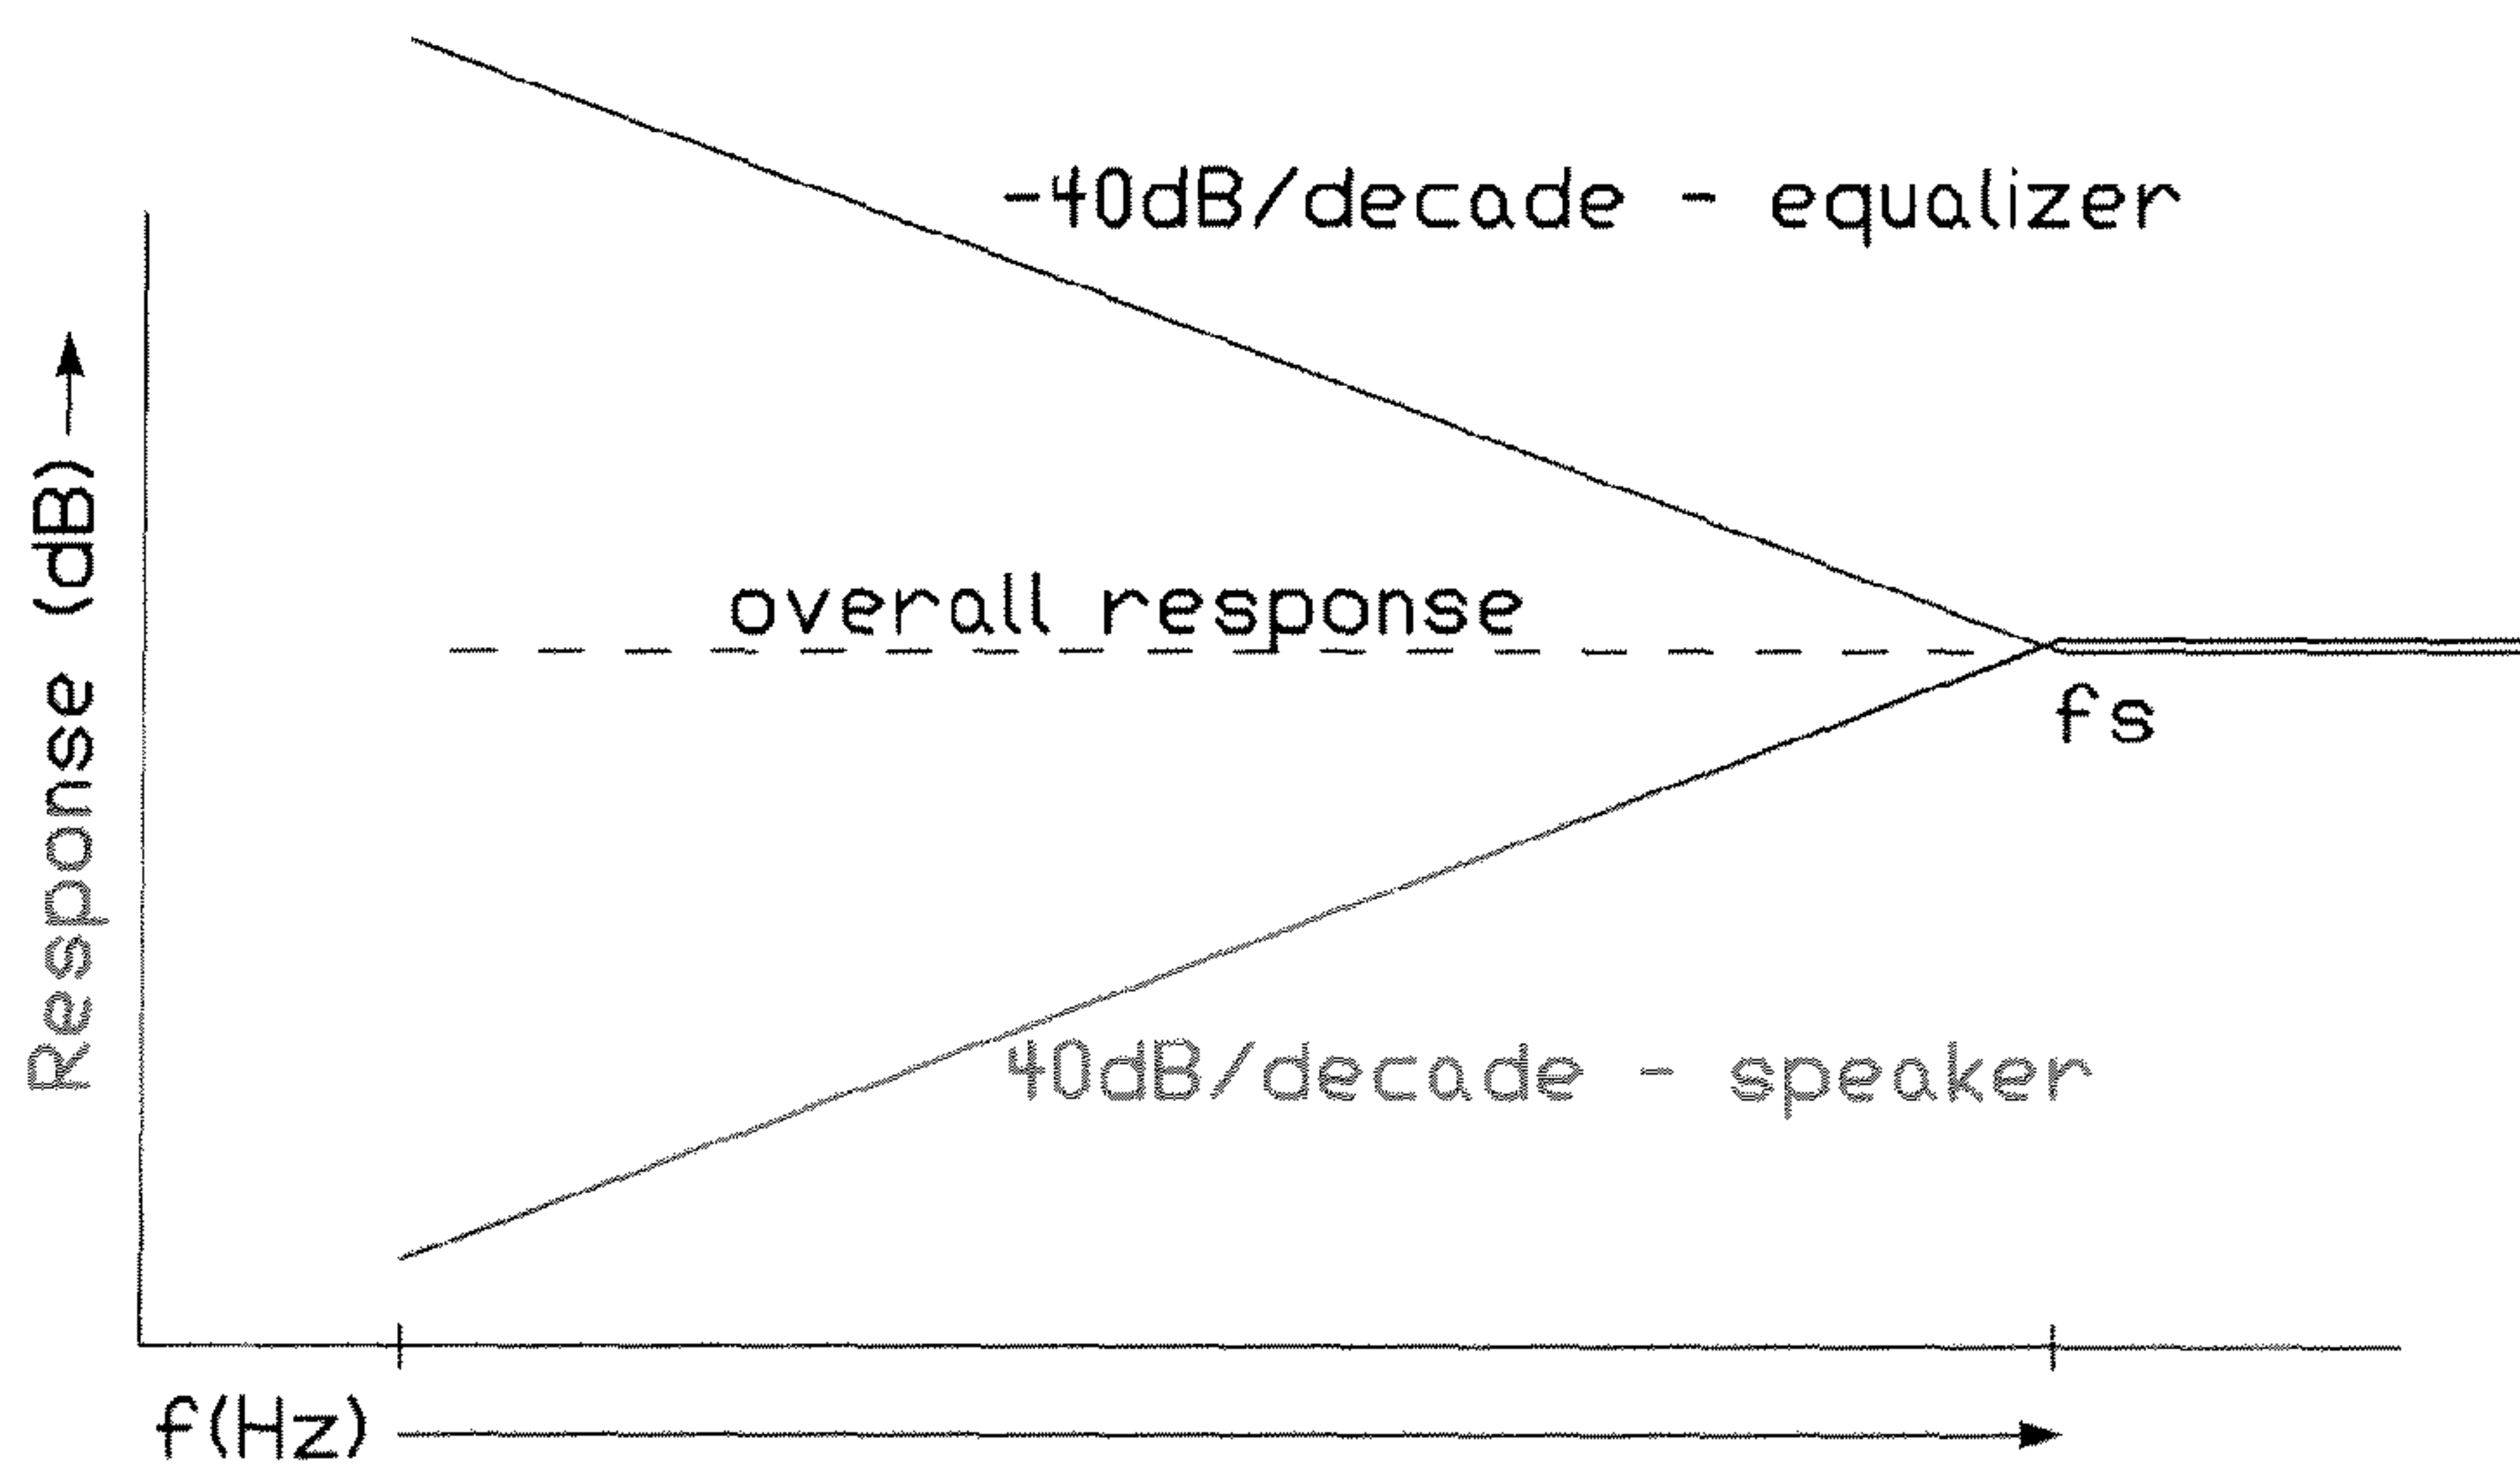 -40dB/decade - equalizer
Response (dB)
overall response
fs
40dB/decade - speaker
f(Hz)